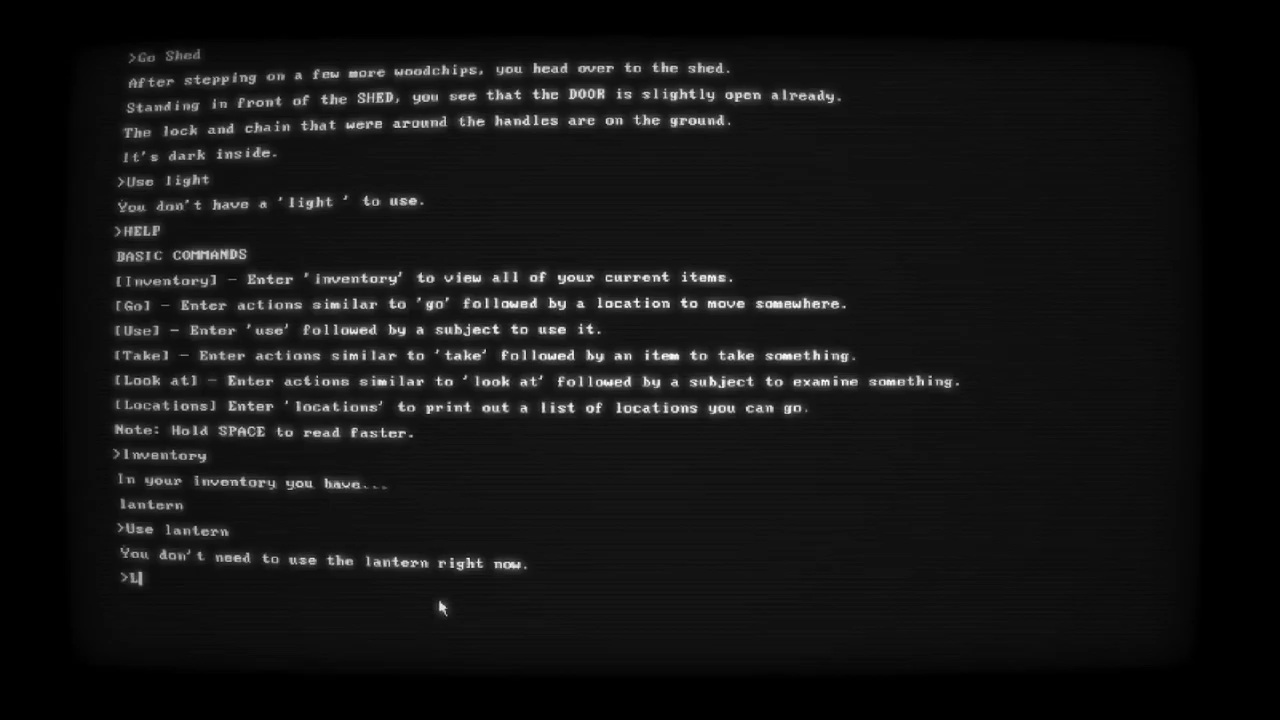 >Go Shed
After stepping on a few more woodchips, you head over to the shed.
Standing in front of the SHED, you see that the DOOR is slightly open already.
The lock and chain that were around the handles are on the ground.
It's dark inside.
>Use light
You don't have a 'light ' to use.
>HELP
BASIC COMMANDS
[Inventory] - Enter 'inventory' to view all of your current items.
[Go] - Enter actions similar to 'go' followed by a location to move somewhere.
[Use] - Enter 'use' followed by a subject to use it.
[Take] - Enter actions similar to 'take' followed by an item to take something.
[Look at] - Enter actions similar to 'look at' followed by a subject to examine something.
[Locations] Enter 'locations' to print out a list of locations you can go.
Note: Hold SPACE to read faster.
>Inventory
In your inventory you have...
lantern
>Use lantern
You don't need to use the lantern right now.
>L